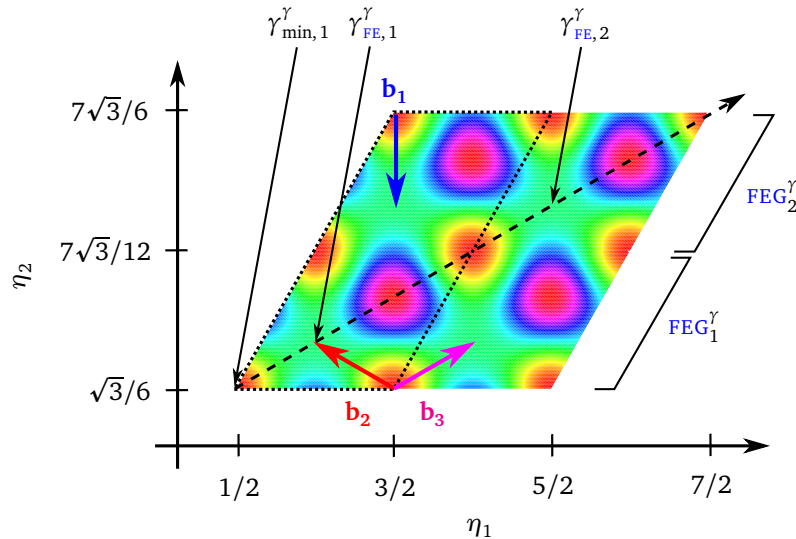 γ^γ_min, 1
γ^γ_FE, 1
γ^γ_FE, 2
b₁
7√3/6
FEG^γ_2
η₂
7√3/12
FEG^γ_1
√3/6
b₂
b₃
1/2
3/2
5/2
7/2
η₁